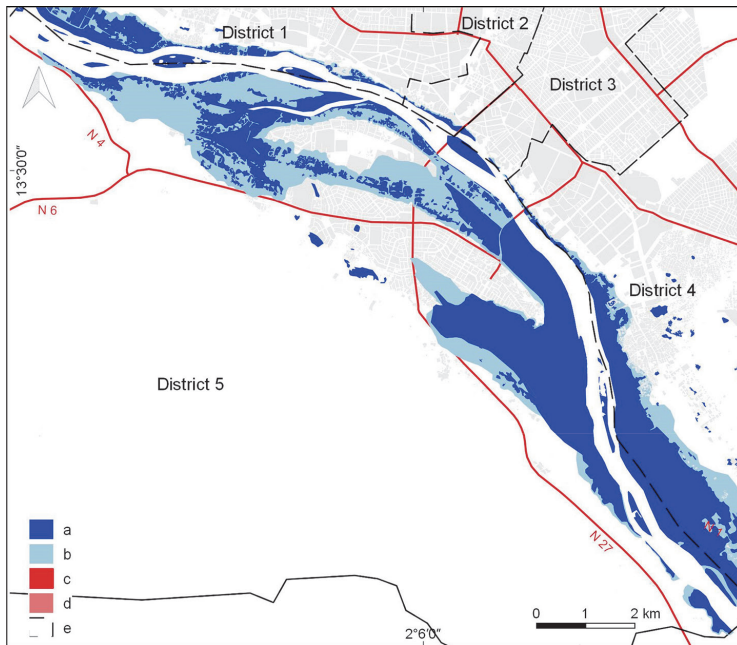 District 1
District 2
District 3
N 4
13°30′0″
N 6
District 4
District 5
a
b
c
d
e
N 27
0 1 2 km
2°6′0″